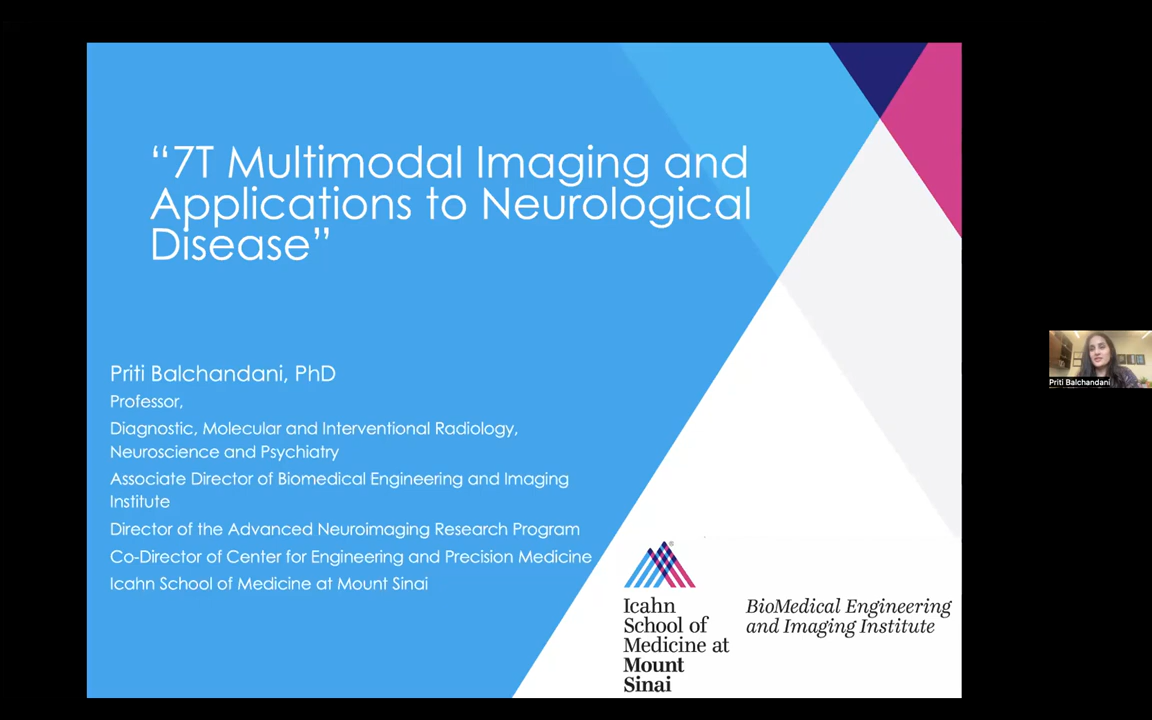 “7T Multimodal Imaging and
Applications to Neurological
Disease”
Priti Balchandani, PhD
Professor,
Diagnostic, Molecular and Interventional Radiology,
Neuroscience and Psychiatry
Associate Director of Biomedical Engineering and Imaging
Institute
Director of the Advanced Neuroimaging Research Program
Co-Director of Center for Engineering and Precision Medicine
Icahn School of Medicine at Mount Sinai
®
Icahn
School of
Medicine at
Mount
Sinai
BioMedical Engineering
and Imaging Institute
Priti Balchandani